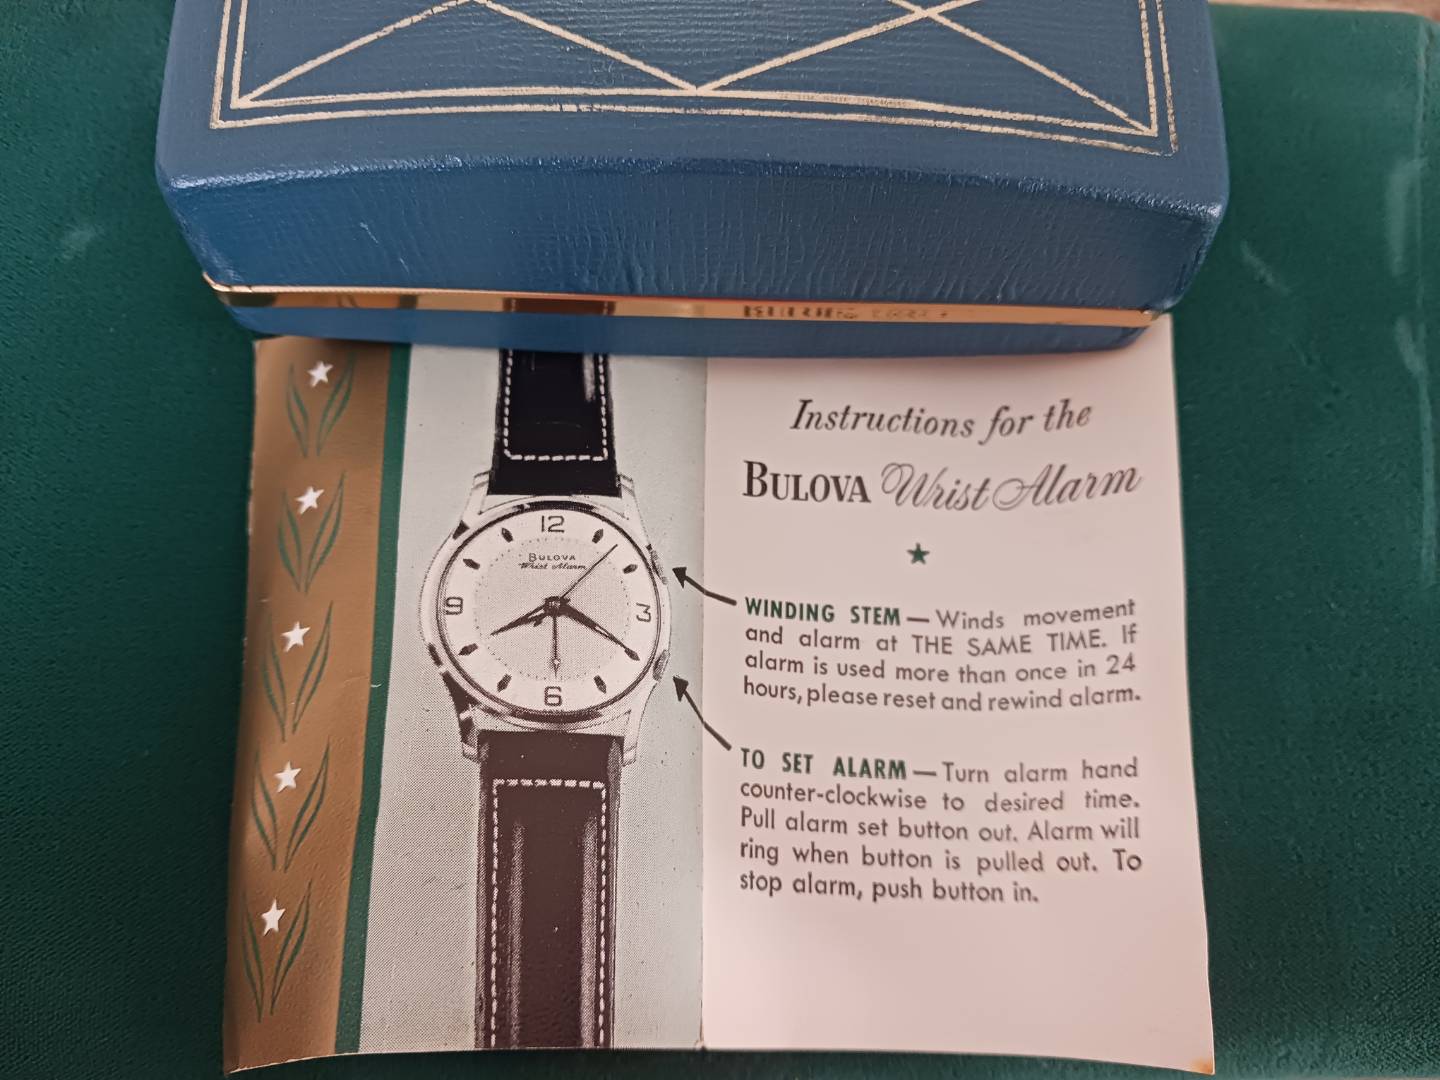 12
BULOVA
Wrist Alarm
9
3
6
Instructions for the
BULOVA Wrist Alarm
WINDING STEM — Winds movement
and alarm at THE SAME TIME. If
alarm is used more than once in 24
hours, please reset and rewind alarm.
TO SET ALARM — Turn alarm hand
counter-clockwise to desired time.
Pull alarm set button out. Alarm will
ring when button is pulled out. To
stop alarm, push button in.